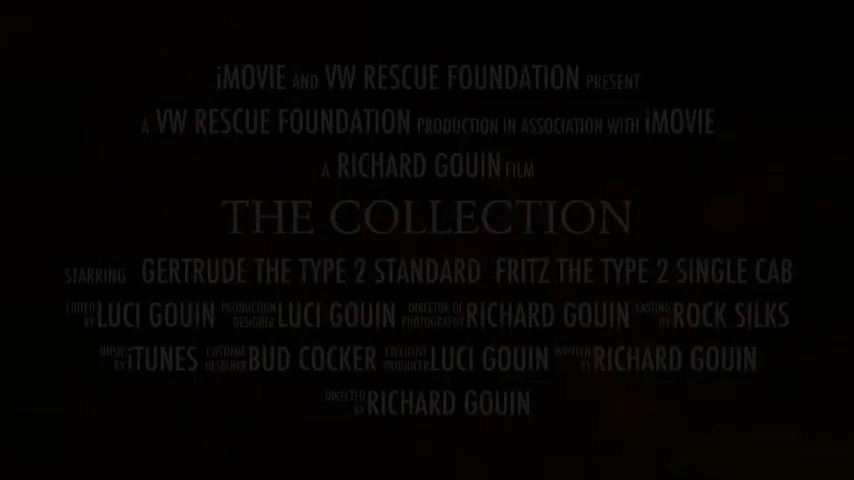 iMOVIE AND VW RESCUE FOUNDATION PRESENT
A VW RESCUE FOUNDATION PRODUCTION IN ASSOCIATION WITH iMOVIE
A RICHARD GOUIN FILM
THE COLLECTION
STARRING GERTRUDE THE TYPE 2 STANDARD FRITZ THE TYPE 2 SINGLE CAB
EDITED BY LUCI GOUIN PRODUCTION DESIGNER LUCI GOUIN DIRECTOR OF PHOTOGRAPHY RICHARD GOUIN CASTING BY ROCK SILKS
MUSIC BY iTUNES COSTUME DESIGNER BUD COCKER EXECUTIVE PRODUCER LUCI GOUIN WRITTEN BY RICHARD GOUIN
DIRECTED BY RICHARD GOUIN